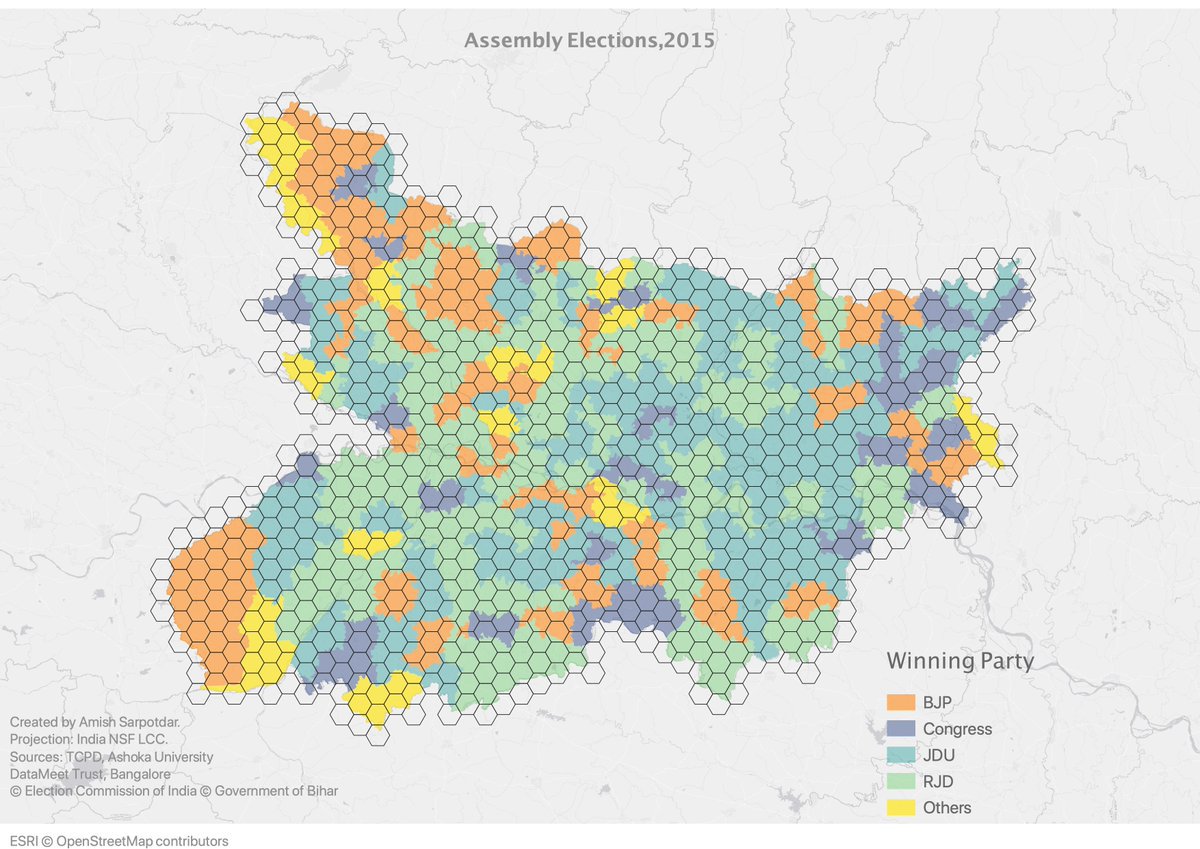 Assembly Elections,2015
Winning Party
BJP
Congress
JDU
RJD
Others
Created by Amish Sarpotdar.
Projection: India NSF LCC.
Sources: TCPD, Ashoka University
DataMeet Trust, Bangalore
© Election Commission of India © Government of Bihar
ESRI © OpenStreetMap contributors